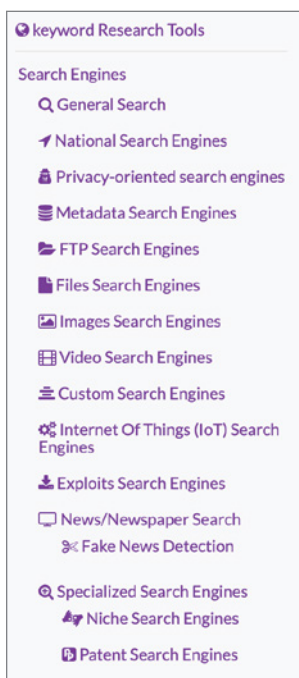 keyword Research Tools
Search Engines
General Search
National Search Engines
Privacy-oriented search engines
Metadata Search Engines
FTP Search Engines
Files Search Engines
Images Search Engines
Video Search Engines
Custom Search Engines
Internet Of Things (IoT) Search
Engines
Exploits Search Engines
News/Newspaper Search
Fake News Detection
Specialized Search Engines
Niche Search Engines
Patent Search Engines